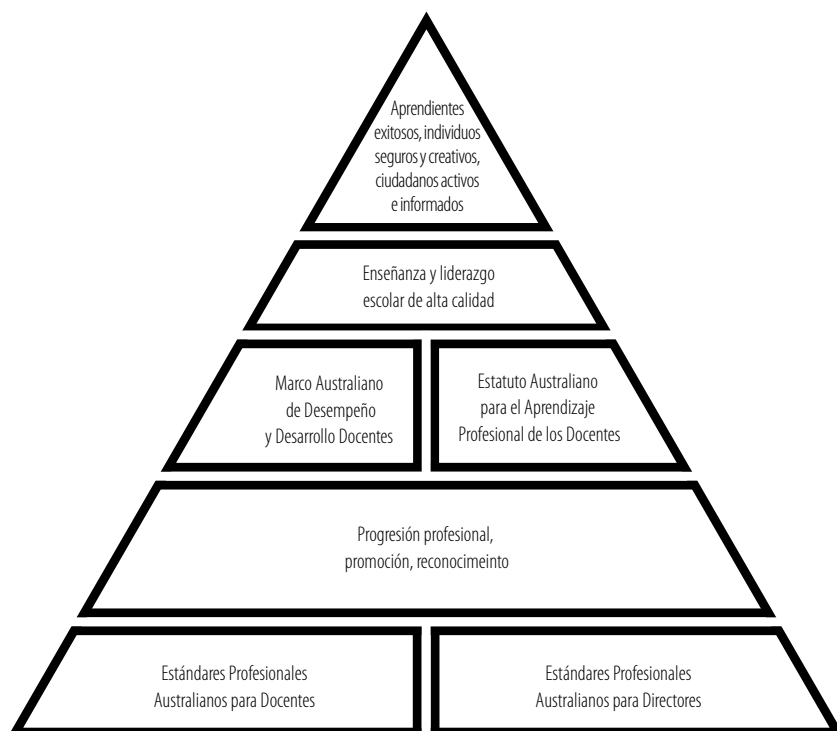 Aprendientes
exitosos, individuos
seguros y creativos,
ciudadanos activos
e informados
Enseñanza y liderazgo
escolar de alta calidad
Marco Australiano
de Desempeño
y Desarrollo Docentes
Estatuto Australiano
para el Aprendizaje
Profesional de los Docentes
Progresión profesional,
promoción, reconocimeinto
Estándares Profesionales
Australianos para Docentes
Estándares Profesionales
Australianos para Directores